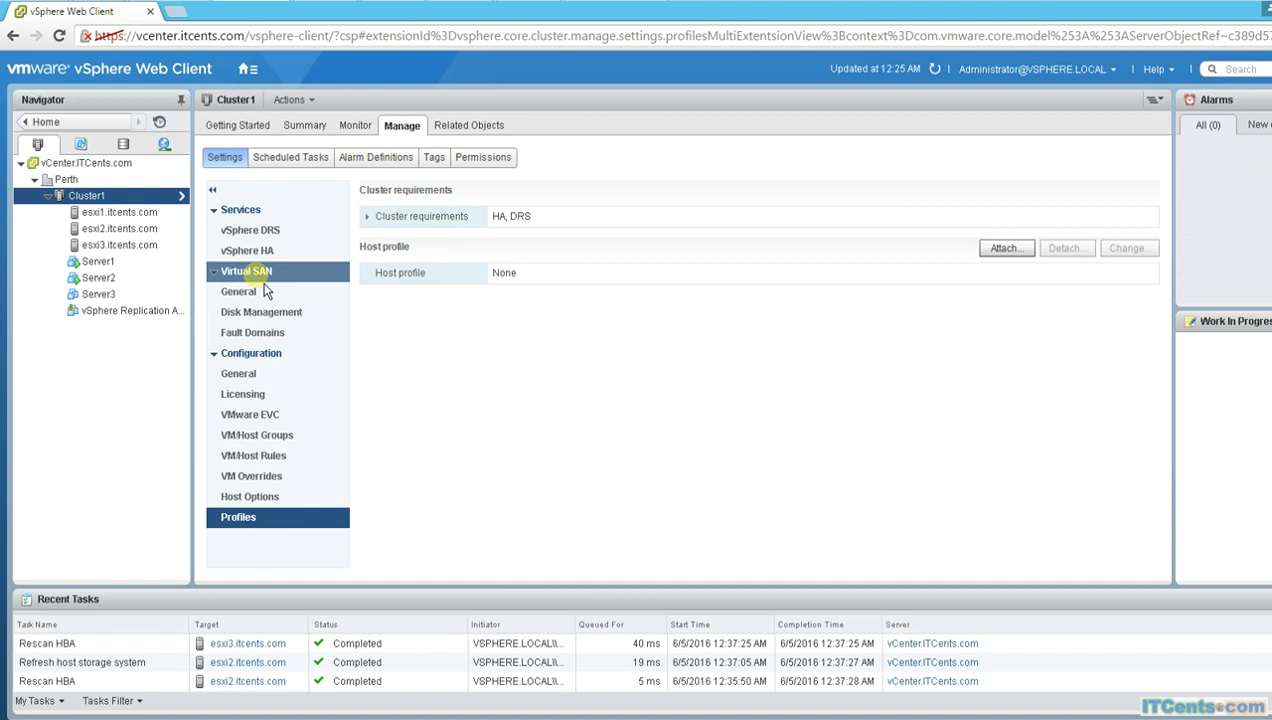 vSphere Web Client
https://vcenter.itcents.com/vsphere-client/?csp#extensionId%3Dvsphere.core.cluster.manage.settings.profilesMultiExtentsionView%3Bcontext%3Dcom.vmware.core.model%253A%253AServerObjectRef~c389d57
vmware® vSphere Web Client
Updated at 12:25 AM
Administrator@VSPHERE.LOCAL
Help
Search
Navigator
Home
vCenter.ITCents.com
Perth
Cluster1
esxi1.itcents.com
esxi2.itcents.com
esxi3.itcents.com
Server1
Server2
Server3
vSphere Replication A...
Cluster1 Actions
Getting Started Summary Monitor Manage Related Objects
Settings Scheduled Tasks Alarm Definitions Tags Permissions
Services
vSphere DRS
vSphere HA
Virtual SAN
General
Disk Management
Fault Domains
Configuration
General
Licensing
VMware EVC
VM/Host Groups
VM/Host Rules
VM Overrides
Host Options
Profiles
Cluster requirements
Cluster requirements HA, DRS
Host profile Attach... Detach... Change...
Host profile None
Alarms
All (0) New
Work In Progres
Recent Tasks
Task Name Target Status Initiator Queued For Start Time Completion Time Server
Rescan HBA esxi3.itcents.com Completed VSPHERE.LOCAL\\... 40 ms 6/5/2016 12:37:25 AM 6/5/2016 12:37:25 AM vCenter.ITCents.com
Refresh host storage system esxi2.itcents.com Completed VSPHERE.LOCAL\\... 19 ms 6/5/2016 12:37:27 AM 6/5/2016 12:37:27 AM vCenter.ITCents.com
Rescan HBA esxi2.itcents.com Completed VSPHERE.LOCAL\\... 5 ms 6/5/2016 12:35:50 AM 6/5/2016 12:37:28 AM vCenter.ITCents.com
My Tasks Tasks Filter
ITCents.com